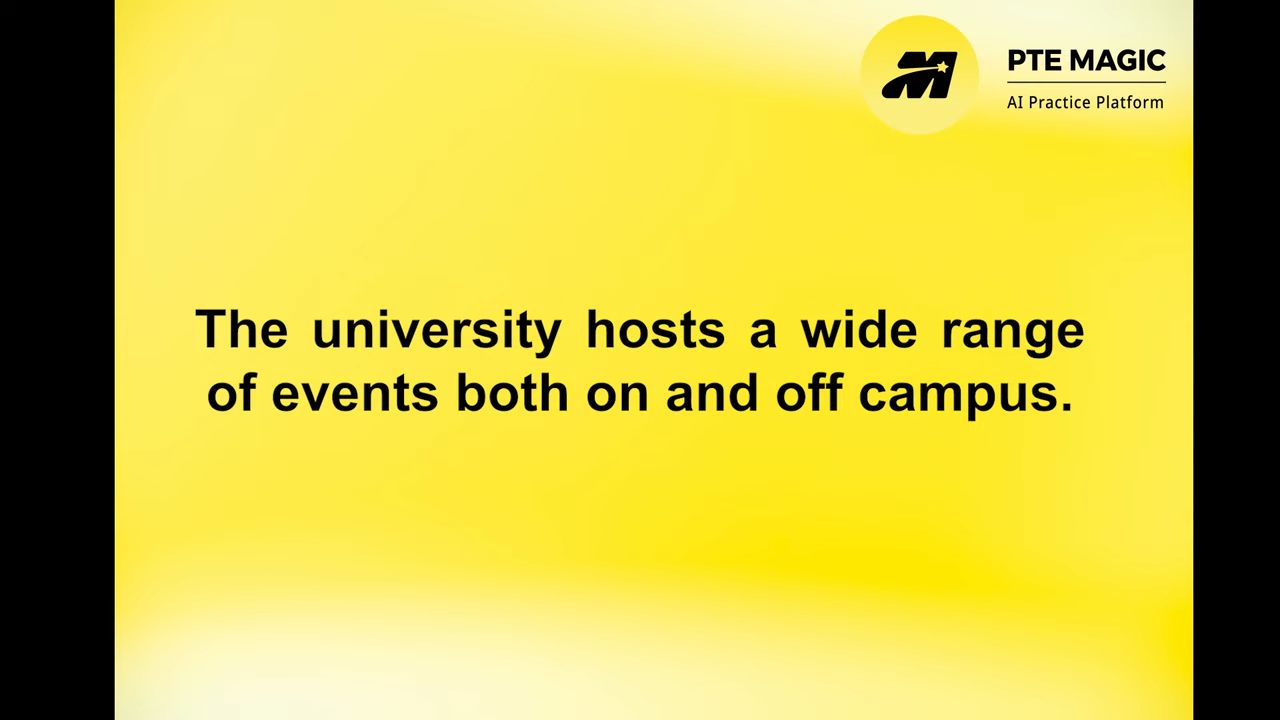 PTE MAGIC
AI Practice Platform
The university hosts a wide range
of events both on and off campus.